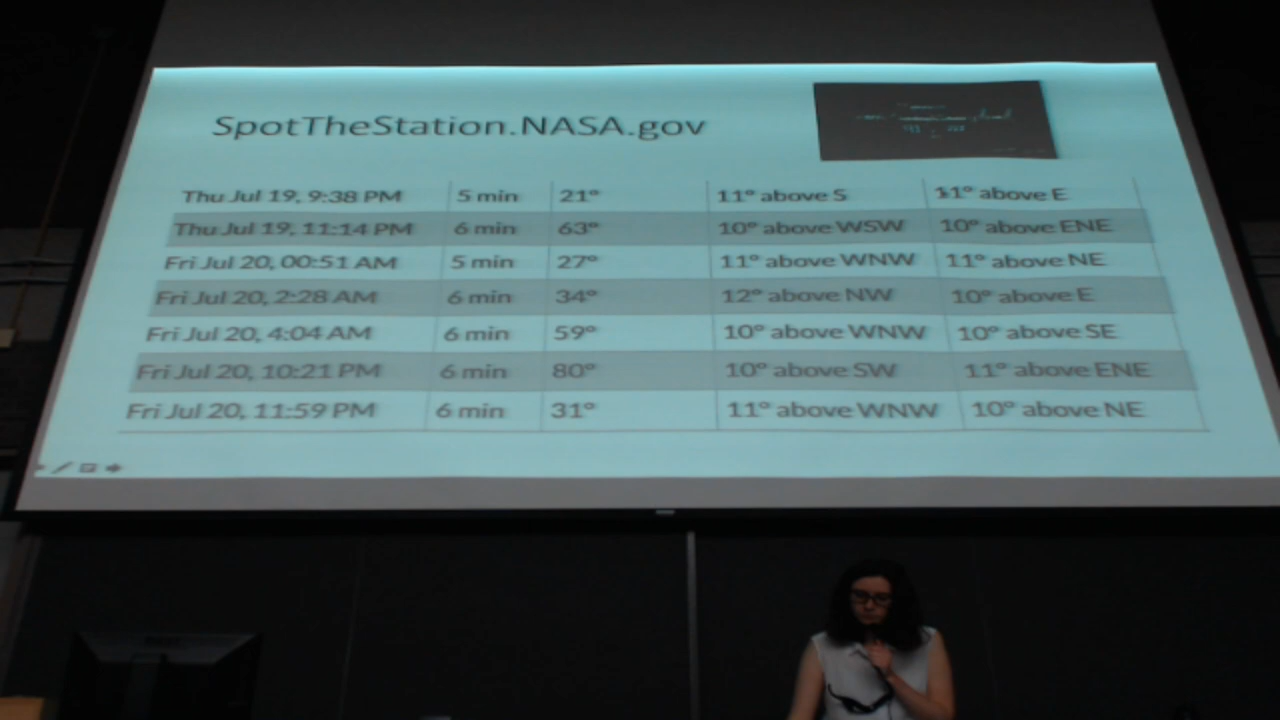 SpotTheStation.NASA.gov
Thu Jul 19, 9:38 PM 5 min 21° 11° above S 11° above E
Thu Jul 19, 11:14 PM 6 min 63° 10° above WSW 10° above ENE
Fri Jul 20, 00:51 AM 5 min 27° 11° above WNW 11° above NE
Fri Jul 20, 2:28 AM 6 min 34° 12° above NW 10° above E
Fri Jul 20, 4:04 AM 6 min 59° 10° above WNW 10° above SE
Fri Jul 20, 10:21 PM 6 min 80° 10° above SW 11° above ENE
Fri Jul 20, 11:59 PM 6 min 31° 11° above WNW 10° above NE